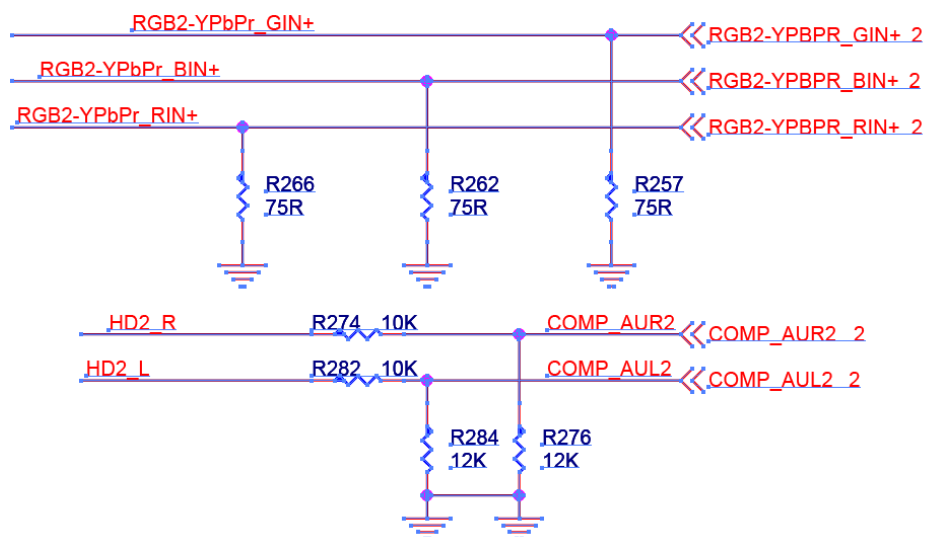 RGB2-YPbPr_GIN+
RGB2-YPBPR_GIN+ 2
RGB2-YPbPr_BIN+
RGB2-YPBPR_BIN+ 2
RGB2-YPbPr_RIN+
RGB2-YPBPR_RIN+ 2
R266
75R
R262
75R
R257
75R
HD2_R
R274 10K
COMP_AUR2
COMP_AUR2 2
HD2_L
R282 10K
COMP_AUL2
COMP_AUL2 2
R284
12K
R276
12K